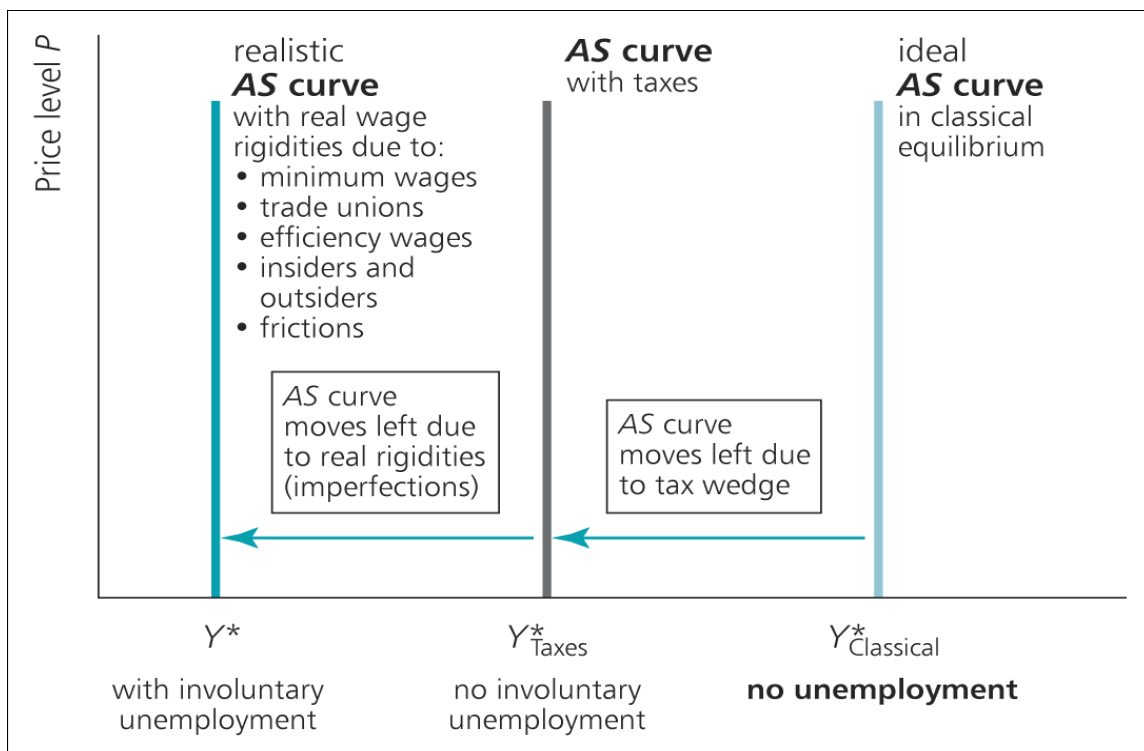 Price level P
realistic
AS curve
with real wage
rigidities due to:
• minimum wages
• trade unions
• efficiency wages
• insiders and
outsiders
• frictions
AS curve
with taxes
ideal
AS curve
in classical
equilibrium
AS curve
moves left due
to real rigidities
(imperfections)
AS curve
moves left due
to tax wedge
Y*
with involuntary
unemployment
Y*Taxes
no involuntary
unemployment
Y*Classical
no unemployment